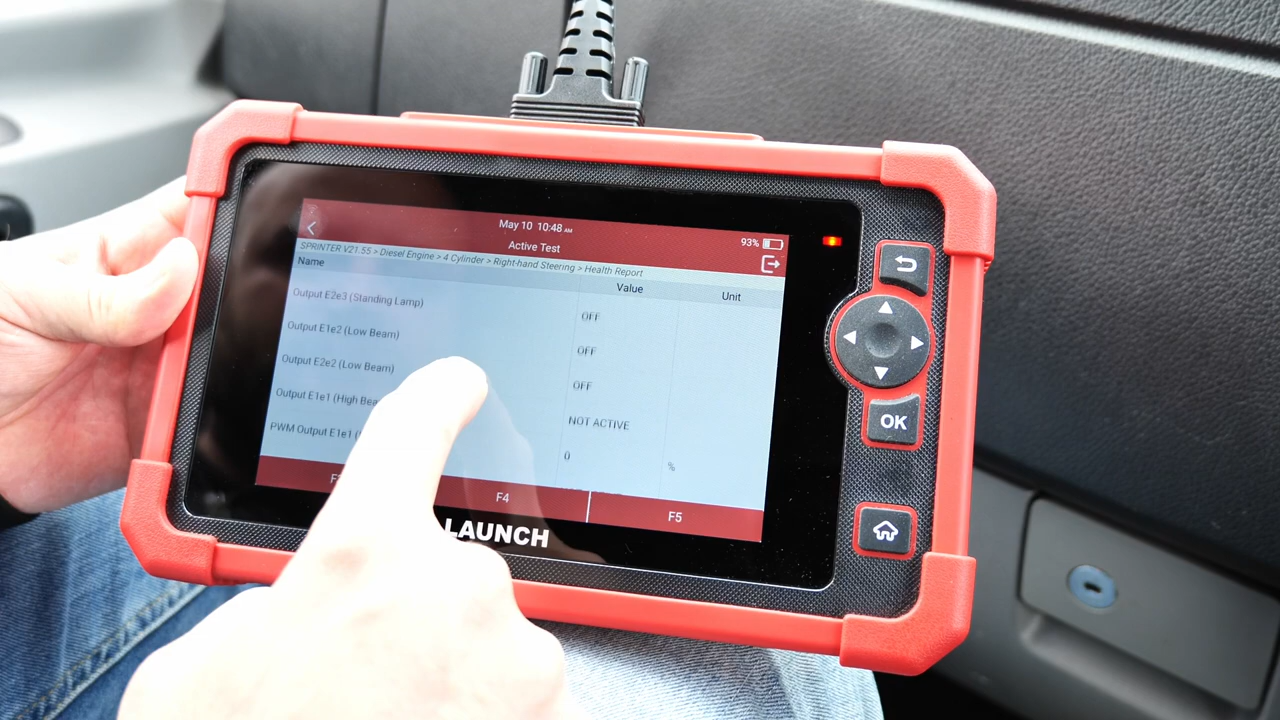 May 10 10:48 AM
93%
Active Test
SPRINTER V21.55 > Diesel Engine > 4 Cylinder > Right-hand Steering > Health Report
Name Value Unit
Output E2e3 (Standing Lamp) OFF
Output E1e2 (Low Beam) OFF
Output E2e2 (Low Beam) OFF
Output E1e1 (High NOT ACTIVE
PWM Output E1e1 ( 0 %
F4 F5
LAUNCH
OK